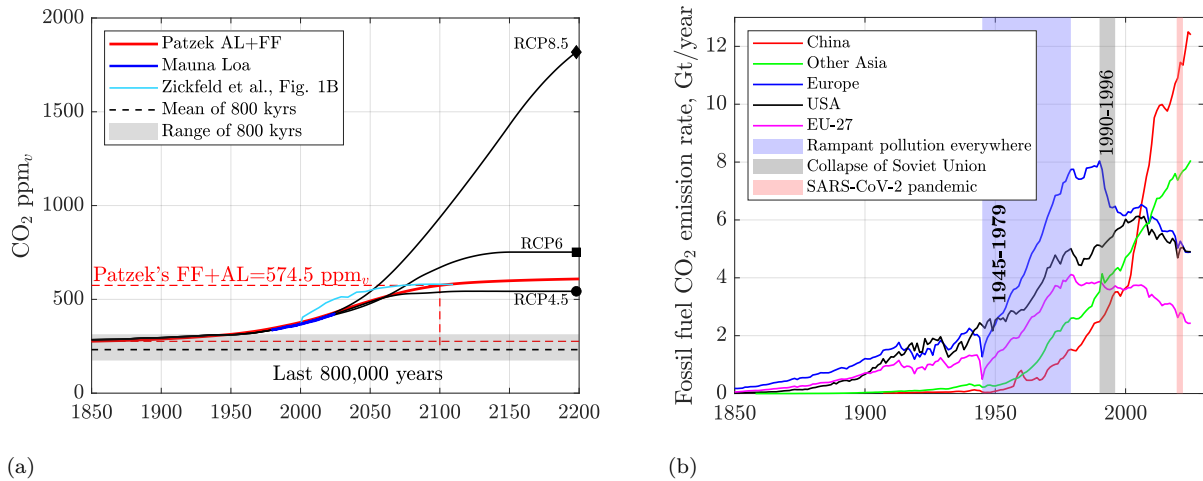 2000
1500
1000
500
0
CO2 ppmv
Patzek AL+FF
Mauna Loa
Zickfeld et al., Fig. 1B
Mean of 800 kyrs
Range of 800 kyrs
RCP8.5
RCP6
RCP4.5
Patzek's FF+AL=574.5 ppmv
Last 800,000 years
1850 1900 1950 2000 2050 2100 2150 2200
(a)
12
10
8
6
4
2
0
Fossil fuel CO2 emission rate, Gt/year
China
Other Asia
Europe
USA
EU-27
Rampant pollution everywhere
Collapse of Soviet Union
SARS-CoV-2 pandemic
1945-1979
1990-1996
1850 1900 1950 2000
(b)